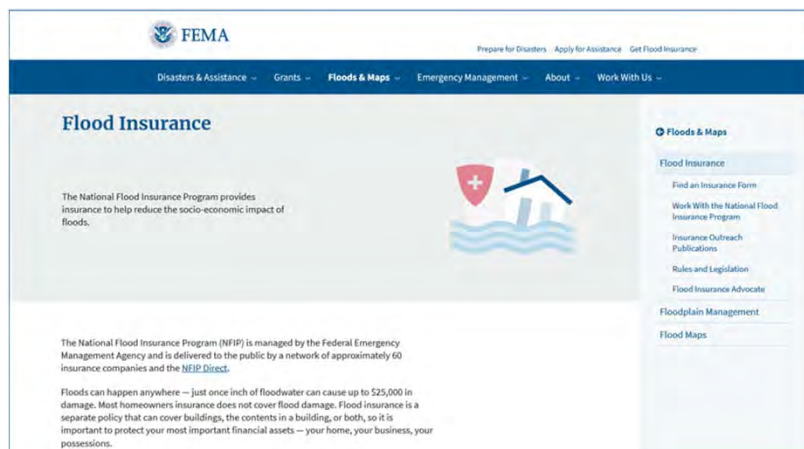 FEMA
Prepare for Disasters Apply for Assistance Get Flood Insurance
Disasters & Assistance Grants Floods & Maps Emergency Management About Work With Us
Flood Insurance
The National Flood Insurance Program provides
insurance to help reduce the socio-economic impact of
floods.
The National Flood Insurance Program (NFIP) is managed by the Federal Emergency
Management Agency and is delivered to the public by a network of approximately 60
insurance companies and the NFIP Direct.
Floods can happen anywhere — just once inch of floodwater can cause up to $25,000 in
damage. Most homeowners insurance does not cover flood damage. Flood insurance is a
separate policy that can cover buildings, the contents in a building, or both, so it is
important to protect your most important financial assets — your home, your business, your
possessions.
Floods & Maps
Flood Insurance
Find an Insurance Form
Work With the National Flood
Insurance Program
Insurance Outreach
Publications
Rules and Legislation
Flood Insurance Advocate
Floodplain Management
Flood Maps